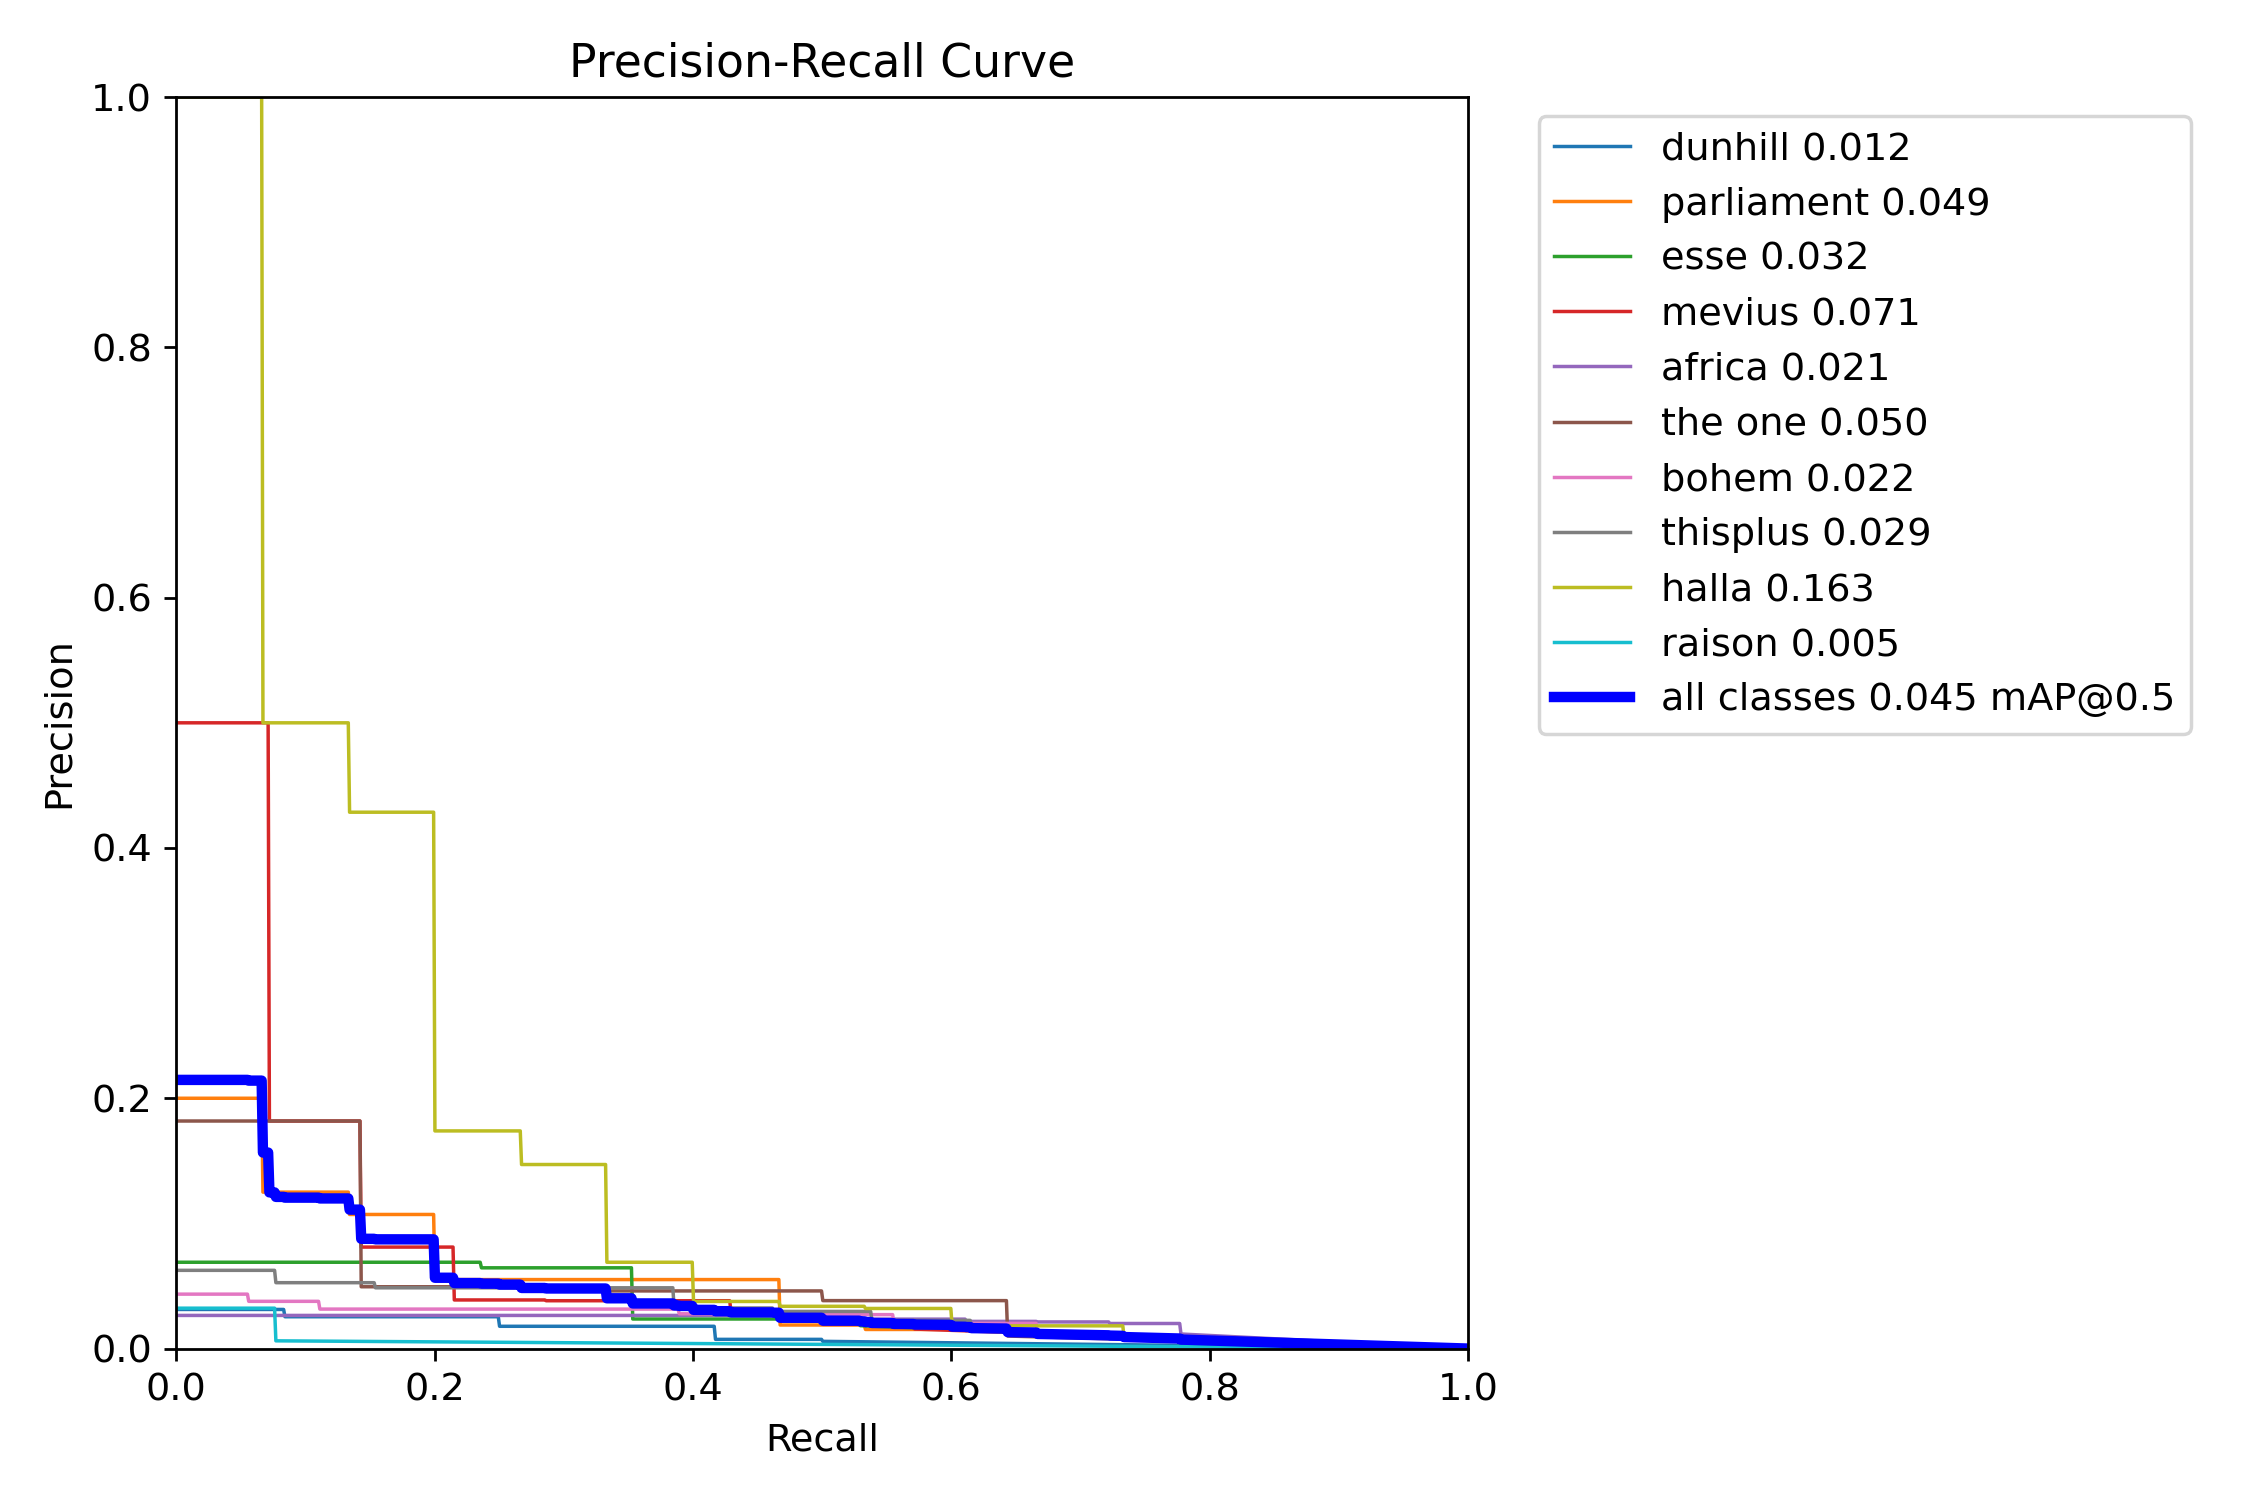 Precision-Recall Curve
1.0
0.8
0.6
0.4
0.2
0.0
Precision
0.0 0.2 0.4 0.6 0.8 1.0
Recall
dunhill 0.012
parliament 0.049
esse 0.032
mevius 0.071
africa 0.021
the one 0.050
bohem 0.022
thisplus 0.029
halla 0.163
raison 0.005
all classes 0.045 mAP@0.5